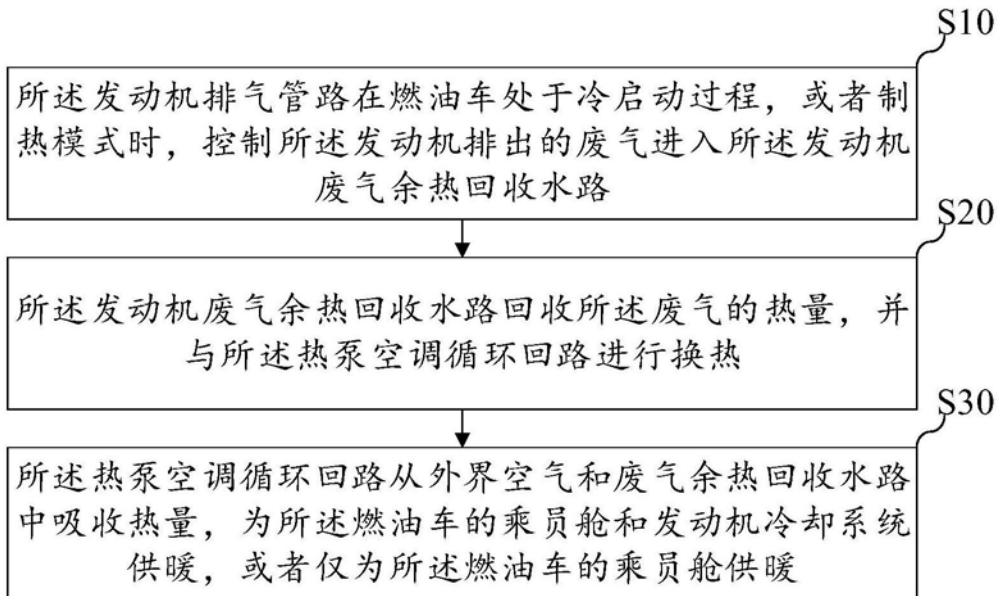 S10
所述发动机排气管路在燃油车处于冷启动过程，或者制
热模式时，控制所述发动机排出的废气进入所述发动机
废气余热回收水路
S20
所述发动机废气余热回收水路回收所述废气的热量，并
与所述热泵空调循环回路进行换热
S30
所述热泵空调循环回路从外界空气和废气余热回收水路
中吸收热量，为所述燃油车的乘员舱和发动机冷却系统
供暖，或者仅为所述燃油车的乘员舱供暖